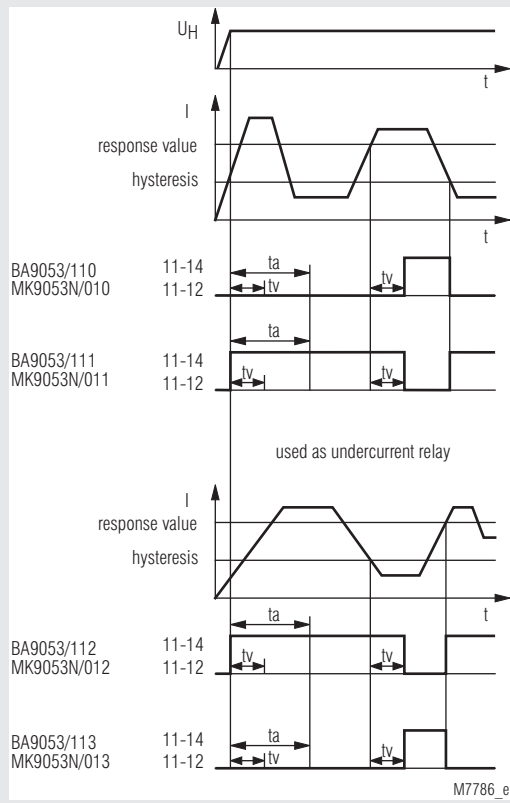 UH
t
I
response value
hysteresis
t
BA9053/110 11-14 ta
MK9053N/010 11-12 tv tv
ta
BA9053/111 11-14
MK9053N/011 11-12 tv tv
used as undercurrent relay
I
response value
hysteresis
t
ta
BA9053/112 11-14
MK9053N/012 11-12 tv tv
BA9053/113 11-14 ta
MK9053N/013 11-12 tv tv
M7786_e